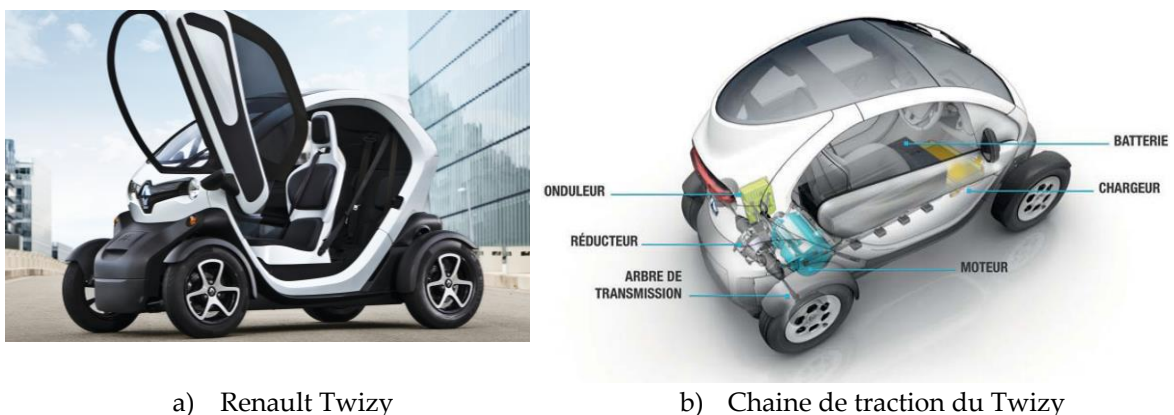 BATTERIE
ONDULEUR
CHARGEUR
RÉDUCTEUR
MOTEUR
ARBRE DE
TRANSMISSION
a) Renault Twizy
b) Chaine de traction du Twizy